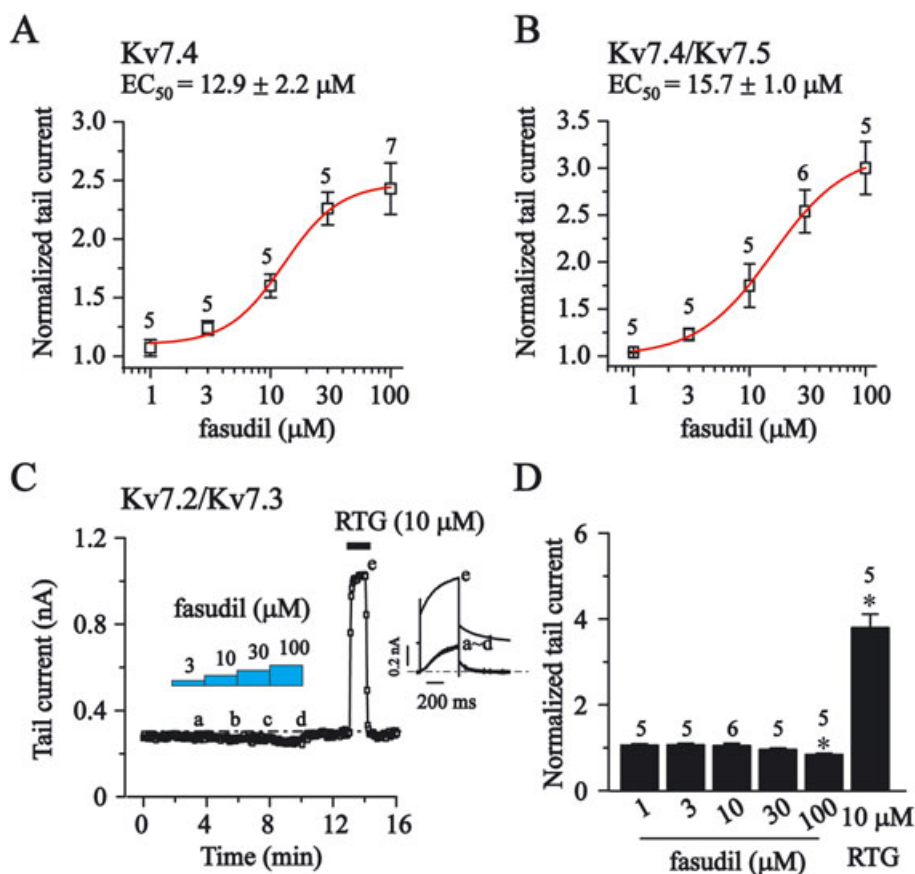 A
Kv7.4
EC50 = 12.9 ± 2.2 μM
Normalized tail current
3.0
2.5
2.0
1.5
1.0
5
5
5
5
7
1 3 10 30 100
fasudil (μM)
B
Kv7.4/Kv7.5
EC50 = 15.7 ± 1.0 μM
Normalized tail current
3.5
3.0
2.5
2.0
1.5
1.0
5
5
5
6
5
1 3 10 30 100
fasudil (μM)
C
Kv7.2/Kv7.3
RTG (10 μM)
Tail current (nA)
1.2
0.8
0.4
0
fasudil (μM)
3 10 30 100
a b c d
e
e
a~d
0.2 nA
200 ms
0 4 8 12 16
Time (min)
D
Normalized tail current
6
4
2
0
5 5 6 5 5 5
* *
1 3 10 30 100 10 μM
fasudil (μM) RTG